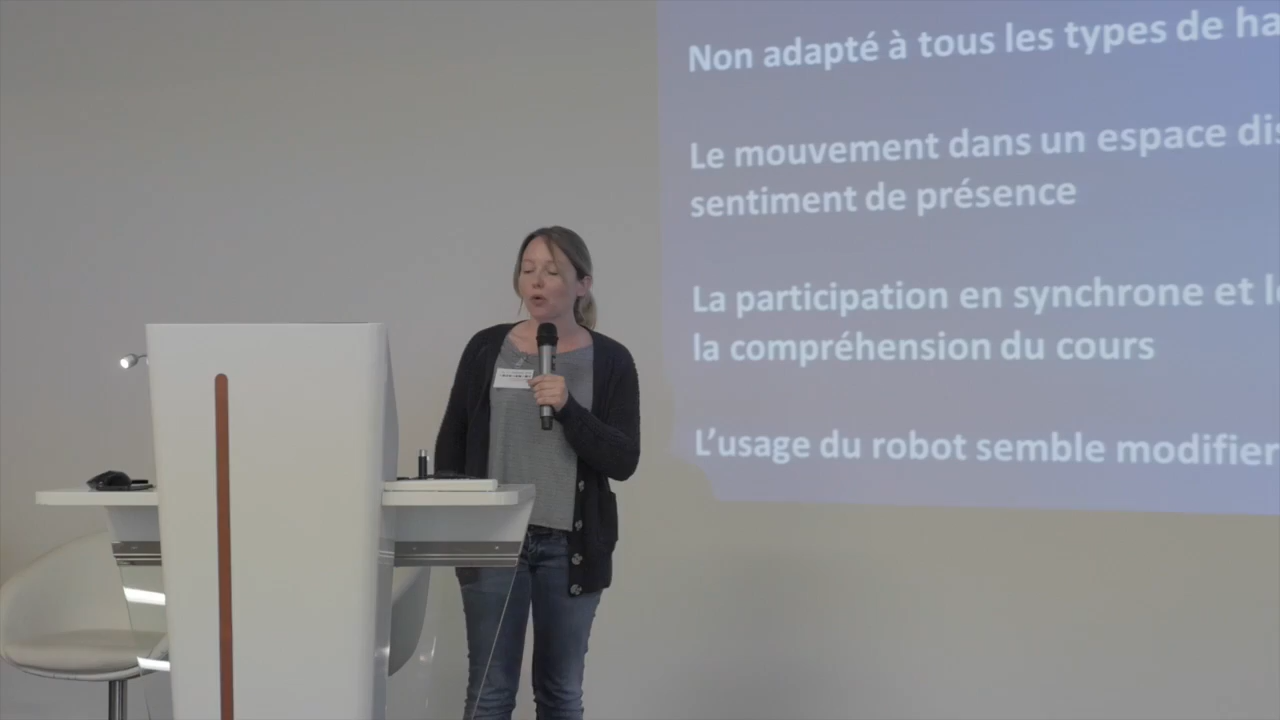 Non adapté à tous les types de ha
Le mouvement dans un espace dis
sentiment de présence
La participation en synchrone et le
la compréhension du cours
L’usage du robot semble modifier